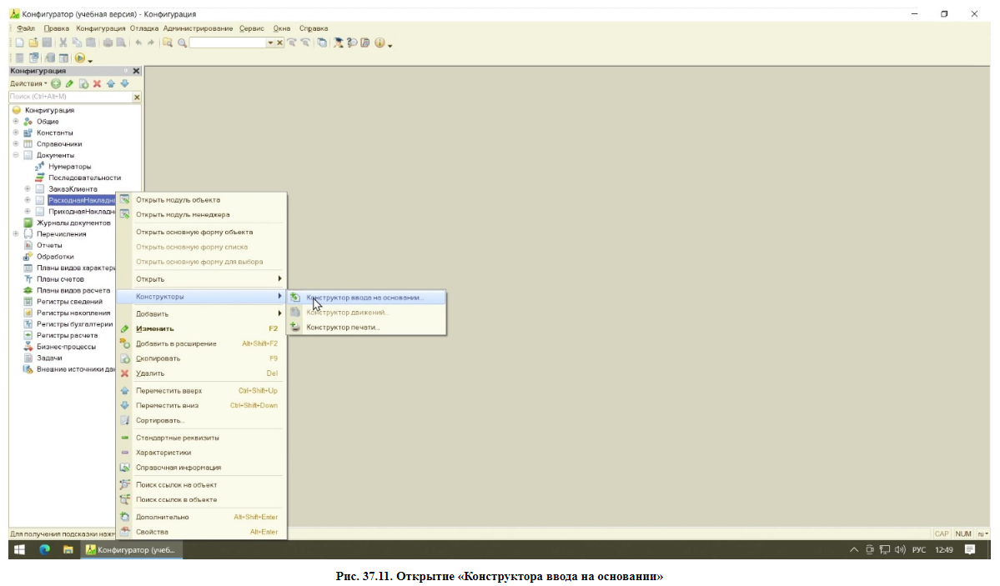 Конфигуратор (учебная версия) - Конфигурация
Файл Правка Конфигурация Отладка Администрирование Сервис Окна Справка
Конфигурация
Действия
Поиск (Ctrl+Alt+M)
Конфигурация
Общие
Константы
Справочники
Документы
Нумераторы
Последовательности
ЗаказКлиента
РасходнаяНакладн
ПриходнаяНакладн
Журналы документов
Перечисления
Отчеты
Обработки
Планы видов характери
Планы счетов
Планы видов расчета
Регистры сведений
Регистры накопления
Регистры бухгалтерии
Регистры расчета
Бизнес-процессы
Задачи
Внешние источники дан
Открыть модуль объекта
Открыть модуль менеджера
Открыть основную форму объекта
Открыть основную форму списка
Открыть основную форму для выбора
Открыть
Конструкторы
Добавить
Изменить F2
Добавить в расширение Alt+Shift+F2
Скопировать F9
Удалить Del
Переместить вверх Ctrl+Shift+Up
Переместить вниз Ctrl+Shift+Down
Сортировать...
Стандартные реквизиты
Характеристики
Справочная информация
Поиск ссылок на объект
Поиск ссылок в объекте
Дополнительно Alt+Shift+Enter
Свойства Alt+Enter
Конструктор ввода на основании...
Конструктор движений...
Конструктор печати...
Для получения подсказки наж
CAP NUM ru
Конфигуратор (учеб...
РУС 12:49
Рис. 37.11. Открытие «Конструктора ввода на основании»